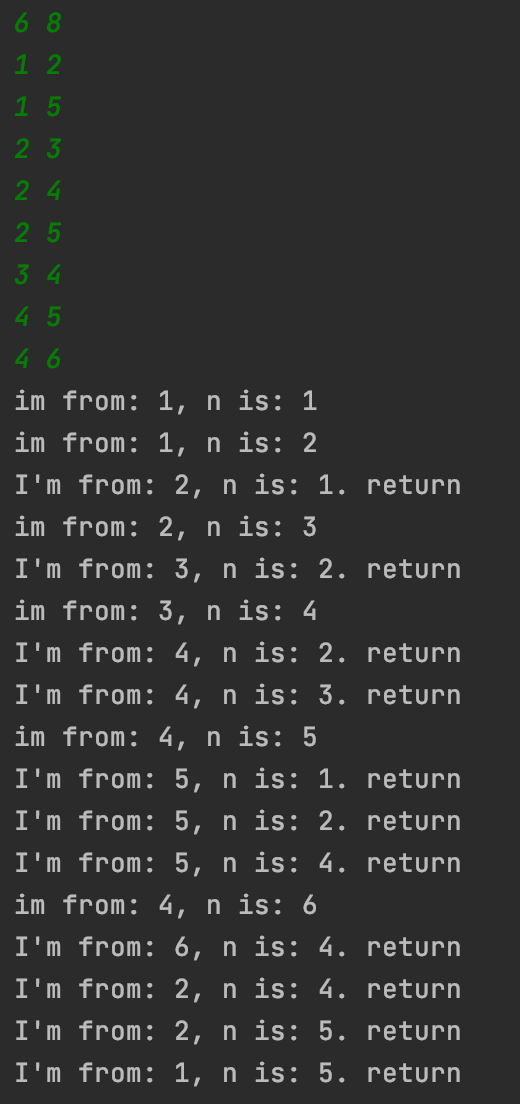 6 8
1 2
1 5
2 3
2 4
2 5
3 4
4 5
4 6
im from: 1, n is: 1
im from: 1, n is: 2
I'm from: 2, n is: 1. return
im from: 2, n is: 3
I'm from: 3, n is: 2. return
im from: 3, n is: 4
I'm from: 4, n is: 2. return
I'm from: 4, n is: 3. return
im from: 4, n is: 5
I'm from: 5, n is: 1. return
I'm from: 5, n is: 2. return
I'm from: 5, n is: 4. return
im from: 4, n is: 6
I'm from: 6, n is: 4. return
I'm from: 2, n is: 4. return
I'm from: 2, n is: 5. return
I'm from: 1, n is: 5. return